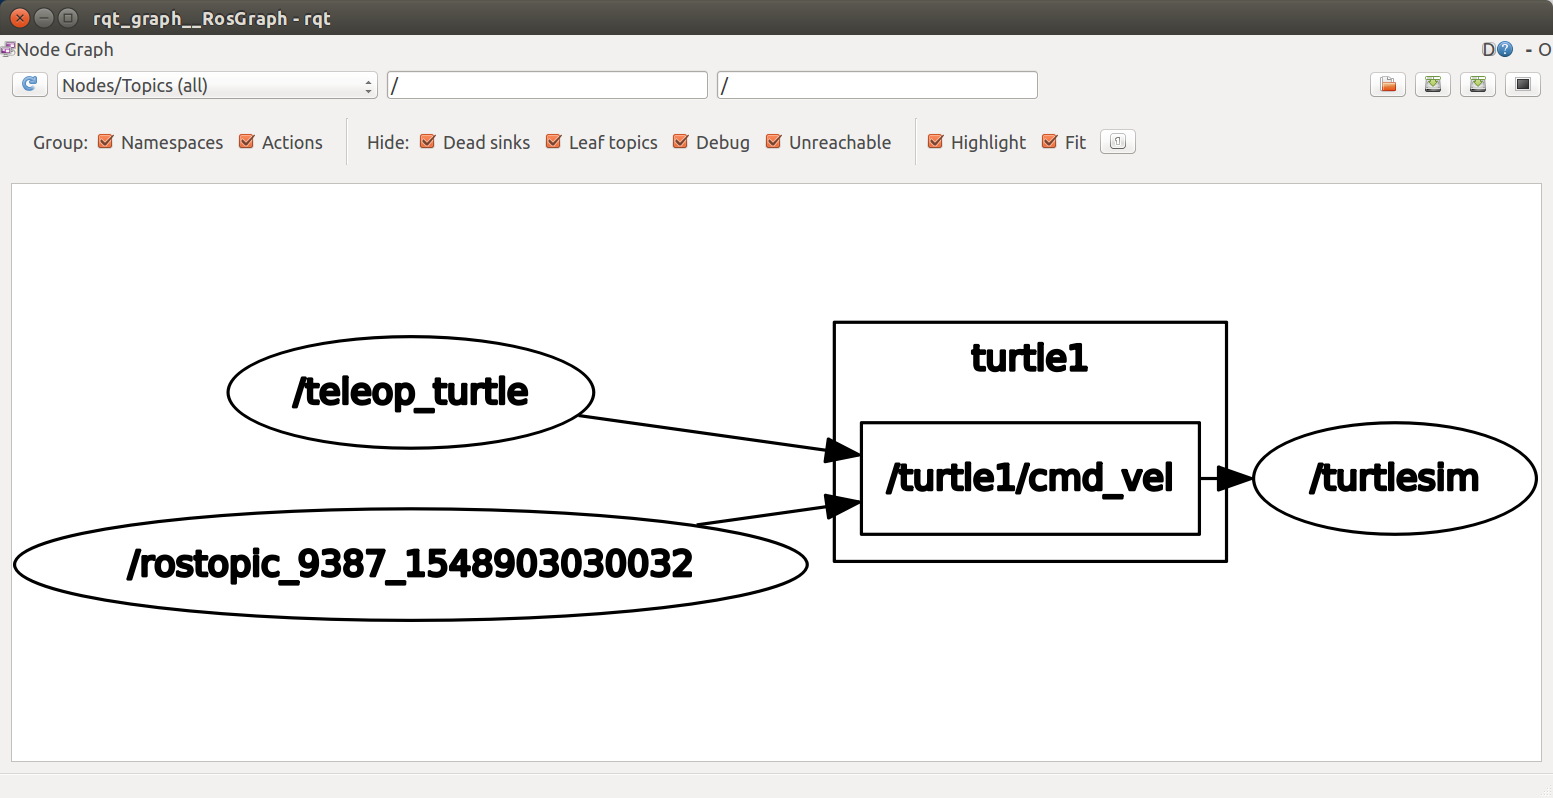 rqt_graph__RosGraph - rqt
Node Graph D - O
Nodes/Topics (all) / /
Group: Namespaces Actions Hide: Dead sinks Leaf topics Debug Unreachable Highlight Fit
turtle1
/teleop_turtle
/turtle1/cmd_vel
/turtlesim
/rostopic_9387_1548903030032